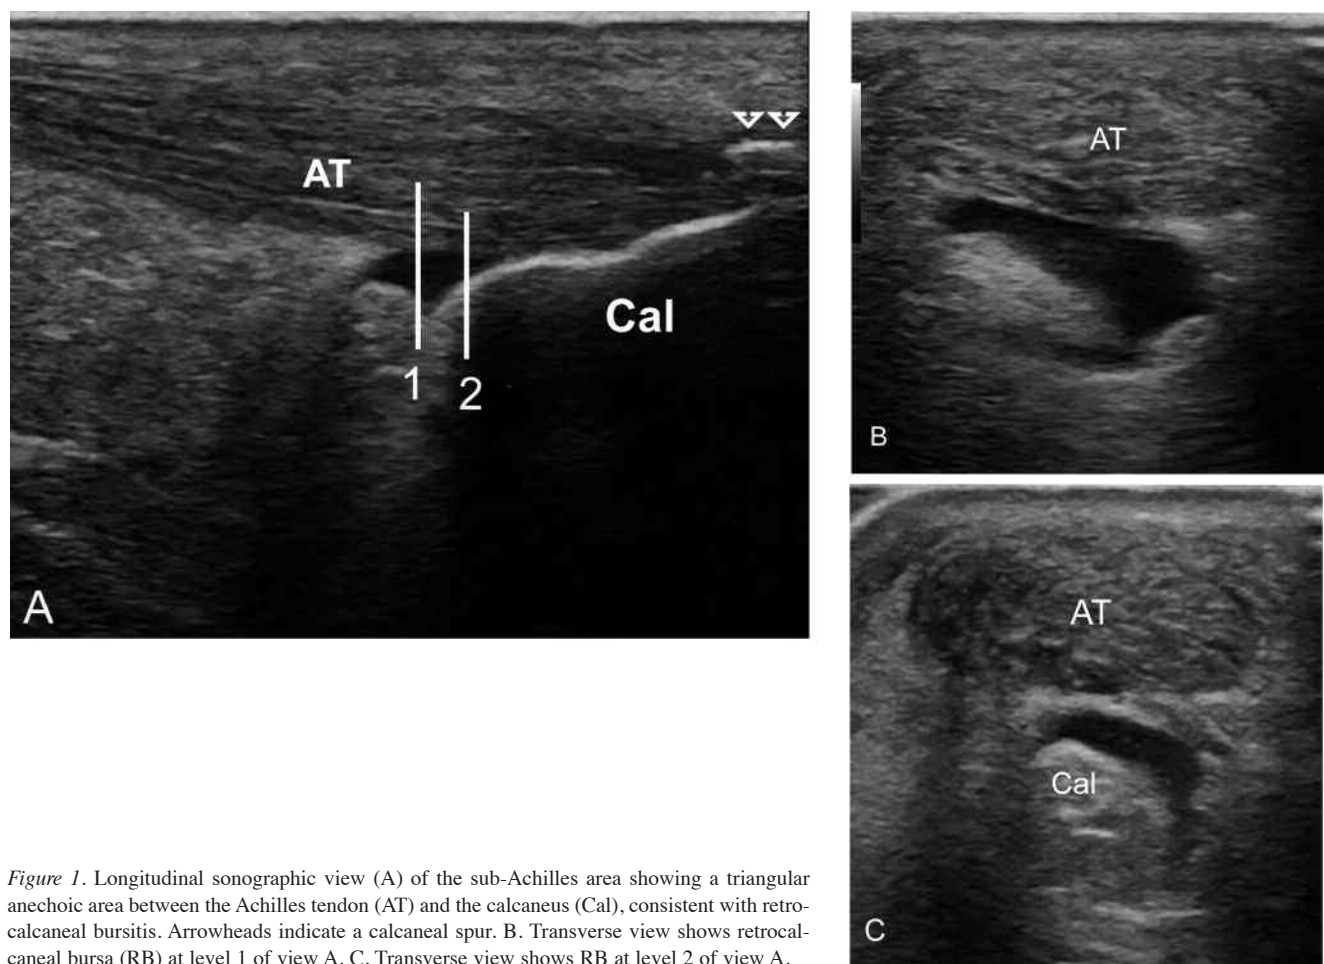 AT
Cal
1
2
A
AT
B
AT
Cal
C
Figure 1. Longitudinal sonographic view (A) of the sub-Achilles area showing a triangular
anechoic area between the Achilles tendon (AT) and the calcaneus (Cal), consistent with retro-
calcaneal bursitis. Arrowheads indicate a calcaneal spur. B. Transverse view shows retrocal-
caneal bursa (RB) at level 1 of view A. C. Transverse view shows RB at level 2 of view A.